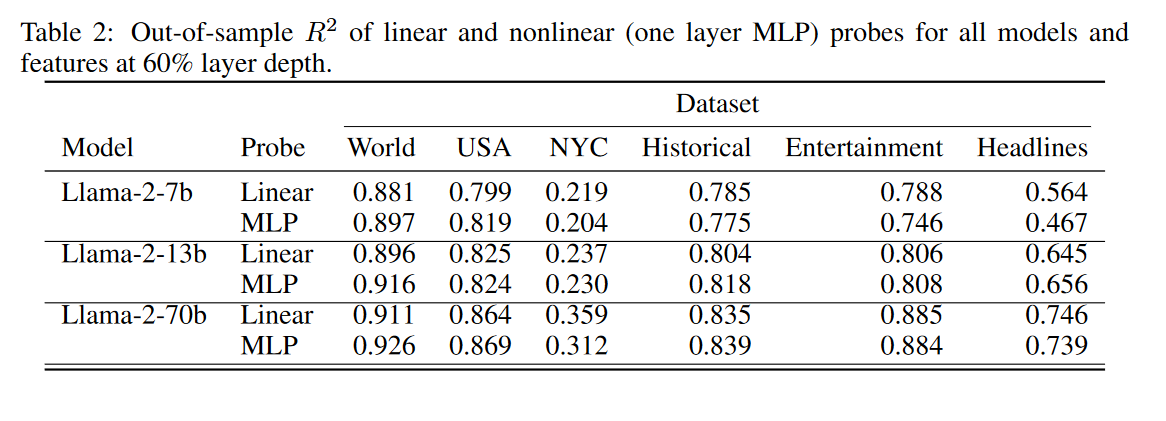 Table 2: Out-of-sample R² of linear and nonlinear (one layer MLP) probes for all models and
features at 60% layer depth.
Dataset
Model Probe World USA NYC Historical Entertainment Headlines
Llama-2-7b Linear 0.881 0.799 0.219 0.785 0.788 0.564
MLP 0.897 0.819 0.204 0.775 0.746 0.467
Llama-2-13b Linear 0.896 0.825 0.237 0.804 0.806 0.645
MLP 0.916 0.824 0.230 0.818 0.808 0.656
Llama-2-70b Linear 0.911 0.864 0.359 0.835 0.885 0.746
MLP 0.926 0.869 0.312 0.839 0.884 0.739